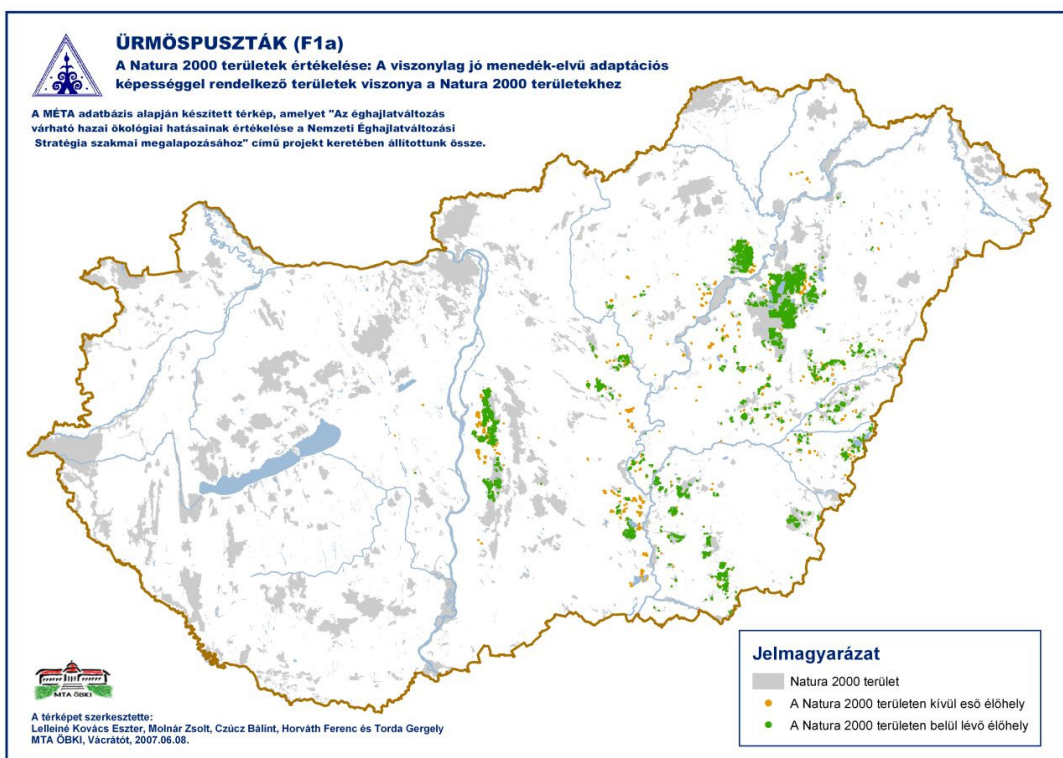 ÜRMÖSPUSZTÁK (F1a)
A Natura 2000 területek értékelése: A viszonylag jó menedék-elvű adaptációs
képességgel rendelkező területek viszonya a Natura 2000 területekhez
A MÉTA adatbázis alapján készített térkép, amelyet "Az éghajlatváltozás
várható hazai ökológiai hatásainak értékelése a Nemzeti Éghajlatváltozási
Stratégia szakmai megalapozásához" című projekt keretében állítottunk össze.
Jelmagyarázat
Natura 2000 terület
A Natura 2000 területen kívül eső élőhely
A Natura 2000 területen belül lévő élőhely
MTA ÖBKI
A térképet szerkesztette:
Lelleiné Kovács Eszter, Molnár Zsolt, Czúcz Bálint, Horváth Ferenc és Torda Gergely
MTA ÖBKI, Vácrátót, 2007.06.08.